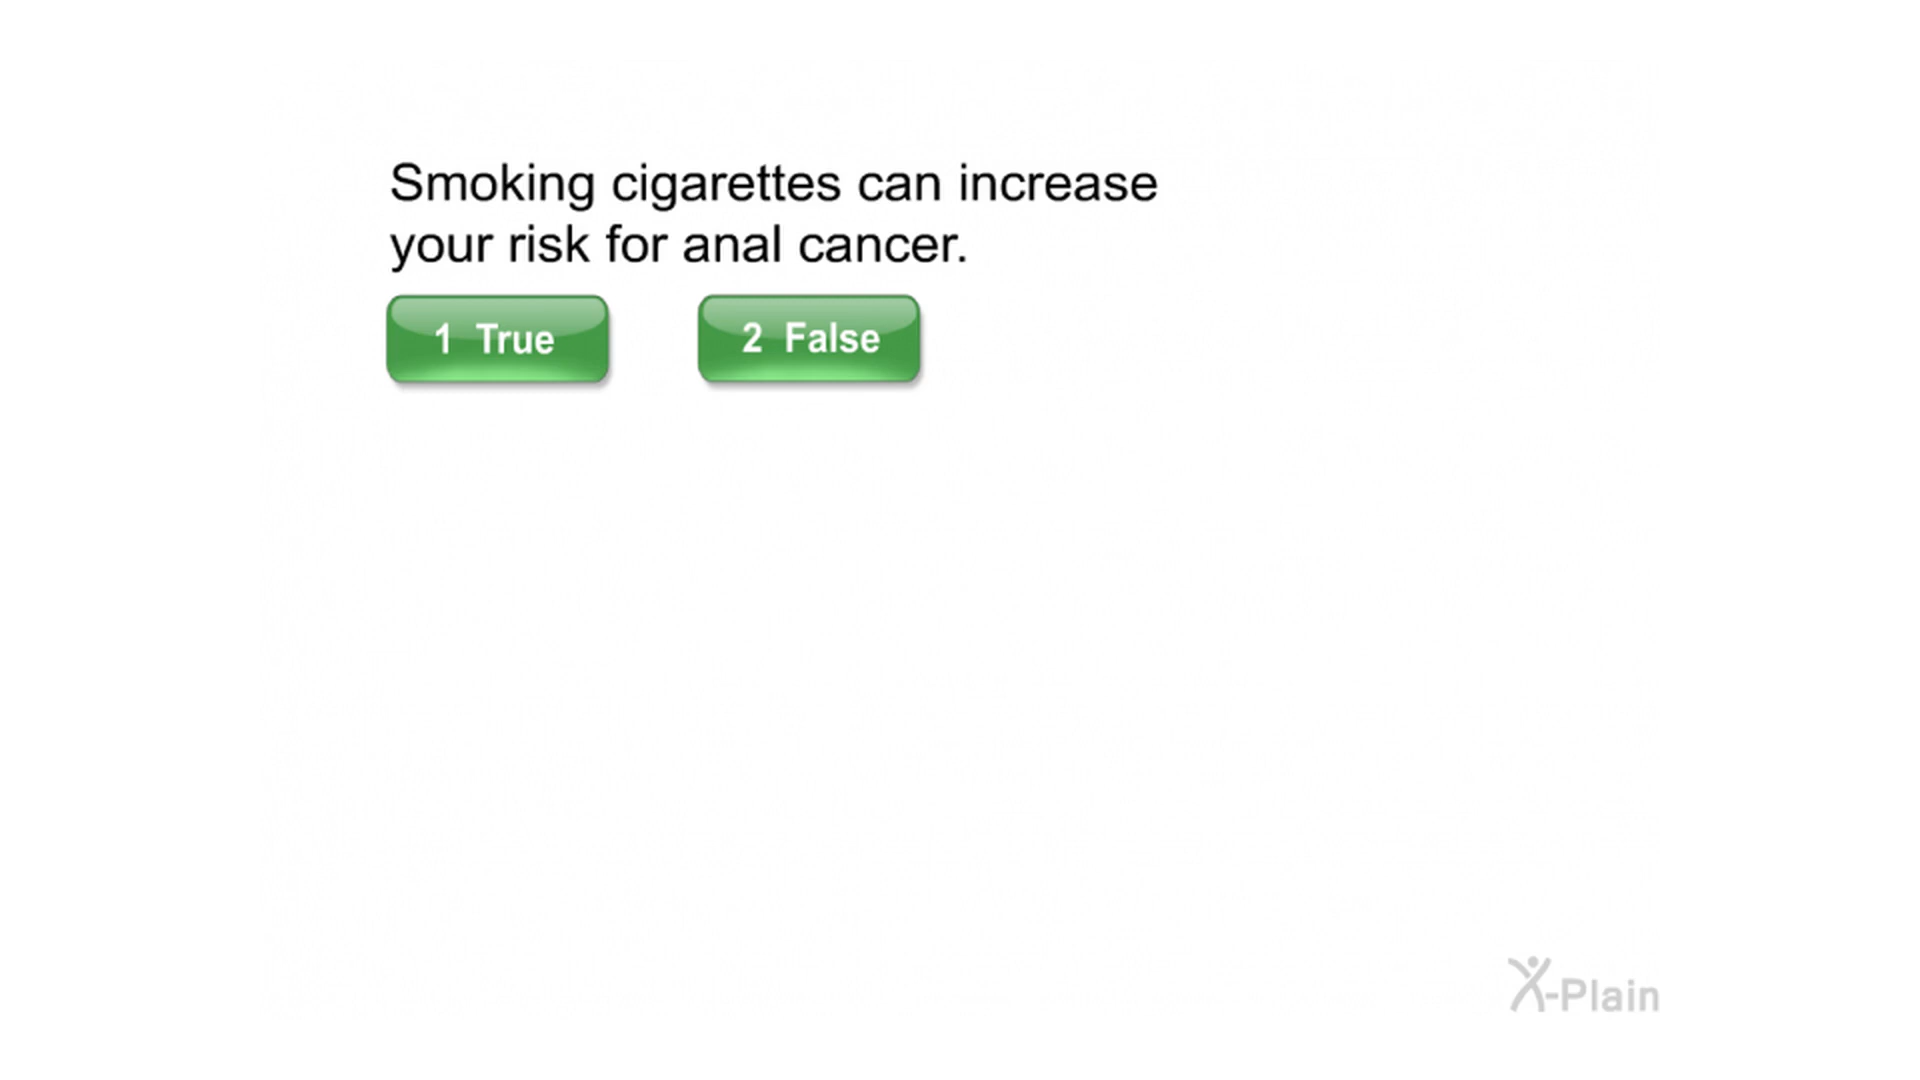 Smoking cigarettes can increase
your risk for anal cancer.
1 True
2 False
X-Plain